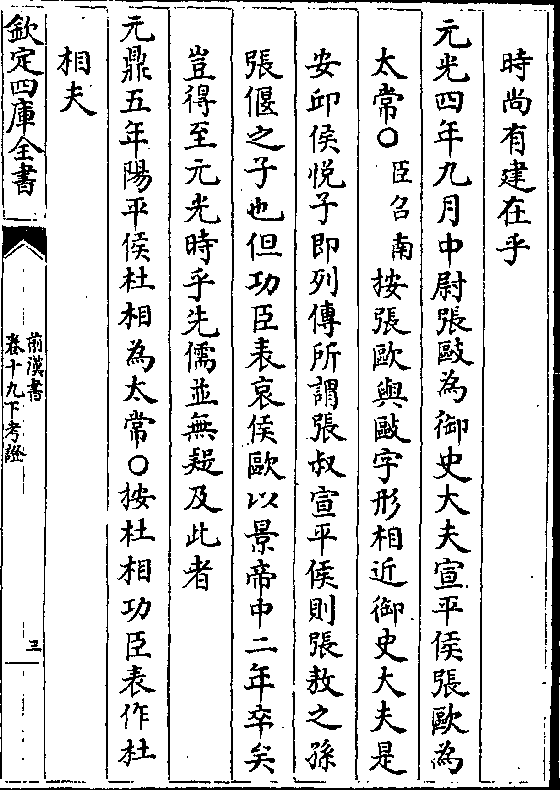 時尚有建在乎
元光四年九月中尉張敺為御史大夫宣平侯張歐為
太常○臣召南按張歐與敺字形相近御史大夫是
安邱侯悅子即列傳所謂張叔宣平侯則張敖之孫
張偃之子也但功臣表哀侯歐以景帝中二年卒矣
豈得至元光時乎先儒並無疑及此者
元鼎五年陽平侯杜相為太常○按杜相功臣表作杜
相夫
欽定四庫全書
前漢書
卷十九下考證
三